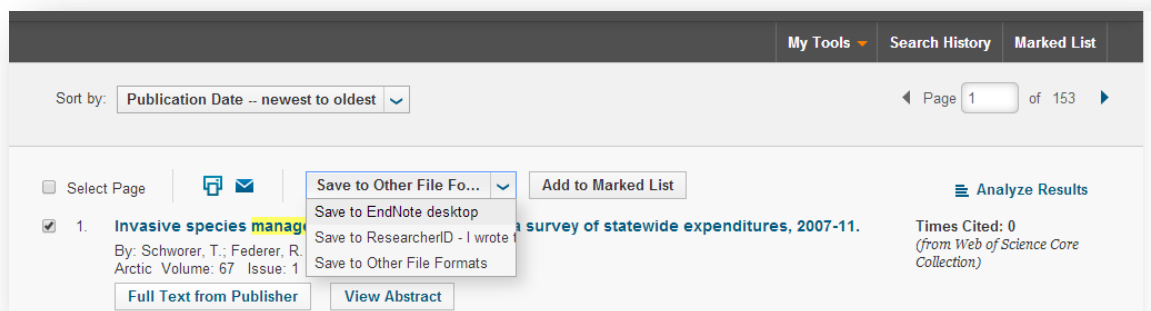 My Tools Search History Marked List
Sort by: Publication Date -- newest to oldest Page 1 of 153
Select Page Save to Other File Fo... Add to Marked List Analyze Results
Save to EndNote desktop
Save to ResearcherID - I wrote
Save to Other File Formats
1. Invasive species a survey of statewide expenditures, 2007-11.
By: Schworer, T.; Federer, R.
Arctic Volume: 67 Issue: 1
Full Text from Publisher View Abstract
Times Cited: 0
(from Web of Science Core
Collection)